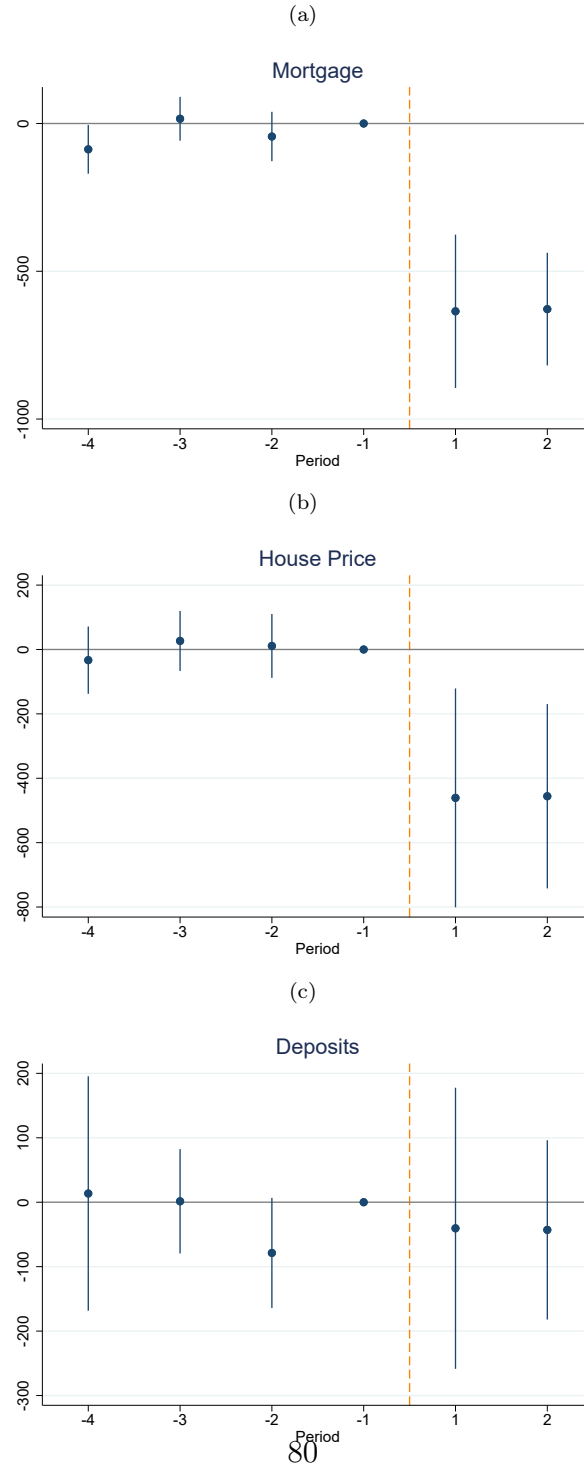 (a)
Mortgage
0
-500
-1000
-4 -3 -2 -1 1 2
Period
(b)
House Price
200
0
-200
-400
-600
-800
-4 -3 -2 -1 1 2
Period
(c)
Deposits
200
100
0
-100
-200
-300
-4 -3 -2 -1 1 2
Period
80